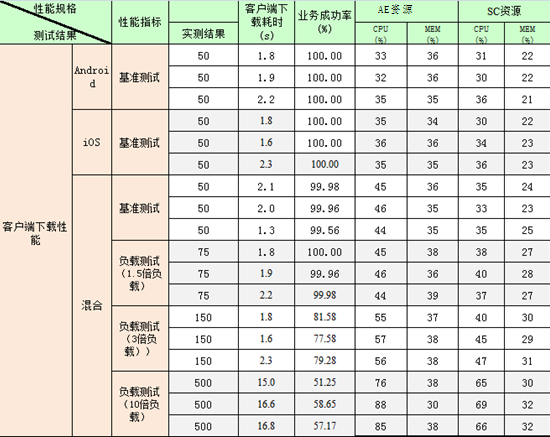 性能规格 性能指标 客户端下载耗时(s) 业务成功率(%) AE资源 SC资源
测试结果 实测结果 CPU(%) MEM(%) CPU(%) MEM(%)
客户端下载性能 Android 基准测试 50 1.8 100.00 33 36 31 22
50 1.9 100.00 32 36 30 22
50 2.2 100.00 35 35 36 21
iOS 基准测试 50 1.8 100.00 35 34 30 22
50 1.6 100.00 36 36 34 23
50 2.3 100.00 35 35 36 23
混合 基准测试 50 2.1 99.98 45 36 35 24
50 2.0 99.96 46 35 33 23
50 1.3 99.56 44 35 35 25
负载测试(1.5倍负载) 75 1.8 100.00 45 38 38 27
75 1.9 99.96 46 36 40 28
75 2.2 99.98 44 39 37 27
负载测试(3倍负载)) 150 1.8 81.58 55 37 40 30
150 1.6 77.58 57 38 45 29
150 2.3 79.28 56 38 47 31
负载测试(10倍负载) 500 15.0 51.25 76 38 65 30
500 16.6 58.65 88 30 69 32
500 16.8 57.17 85 38 66 32